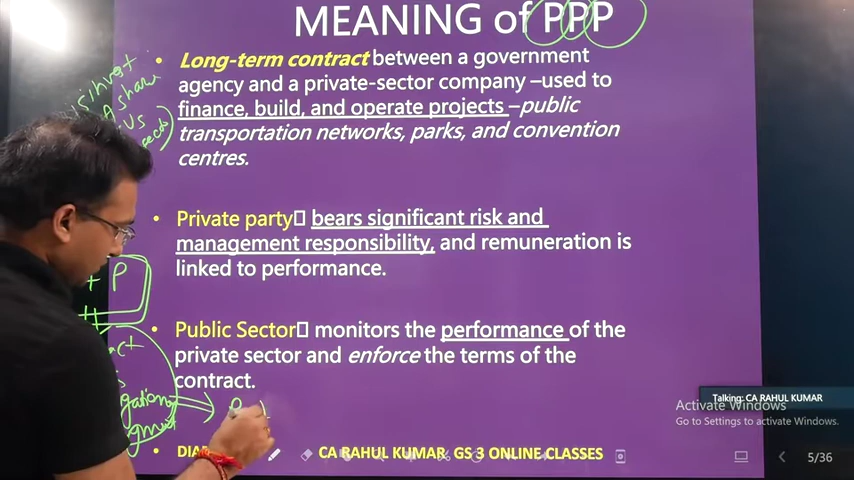 MEANING of PPP
• Long-term contract between a government
agency and a private-sector company –used to
finance, build, and operate projects –public
transportation networks, parks, and convention
centres.
• Private party▯ bears significant risk and
management responsibility, and remuneration is
linked to performance.
+ P
• Public Sector▯ monitors the performance of the
private sector and enforce the terms of the
contract.
Talking: CA RAHUL KUMAR
Activate Windows
Go to Settings to activate Windows.
• CA RAHUL KUMAR GS 3 ONLINE CLASSES
5/36